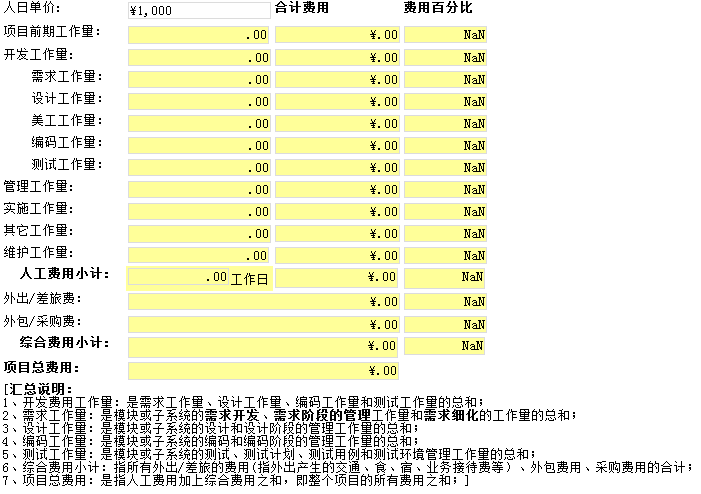 人日单价: ¥1,000 合计费用 费用百分比
项目前期工作量: .00 ¥.00 NaN
开发工作量: .00 ¥.00 NaN
需求工作量: .00 ¥.00 NaN
设计工作量: .00 ¥.00 NaN
美工工作量: .00 ¥.00 NaN
编码工作量: .00 ¥.00 NaN
测试工作量: .00 ¥.00 NaN
管理工作量: .00 ¥.00 NaN
实施工作量: .00 ¥.00 NaN
其它工作量: .00 ¥.00 NaN
维护工作量: .00 ¥.00 NaN
人工费用小计: .00 工作日 ¥.00 NaN
外出/差旅费: ¥.00 NaN
外包/采购费: ¥.00 NaN
综合费用小计: ¥.00 NaN
项目总费用: ¥.00
[汇总说明:
1、开发费用工作量: 是需求工作量、设计工作量、编码工作量和测试工作量的总和;
2、需求工作量: 是模块或子系统的需求开发、需求阶段的管理工作量和需求细化的工作量的总和;
3、设计工作量: 是模块或子系统的设计和设计阶段的管理工作量的总和;
4、编码工作量: 是模块或子系统的编码和编码阶段的管理工作量的总和;
5、测试工作量: 是模块或子系统的测试、测试计划、测试用例和测试环境管理工作量的总和;
6、综合费用小计: 指所有外出/差旅的费用(指外出产生的交通、食、宿、业务接待费等)、外包费用、采购费用的合计;
7、项目总费用: 是指人工费用加上综合费用之和, 即整个项目的所有费用之和;]